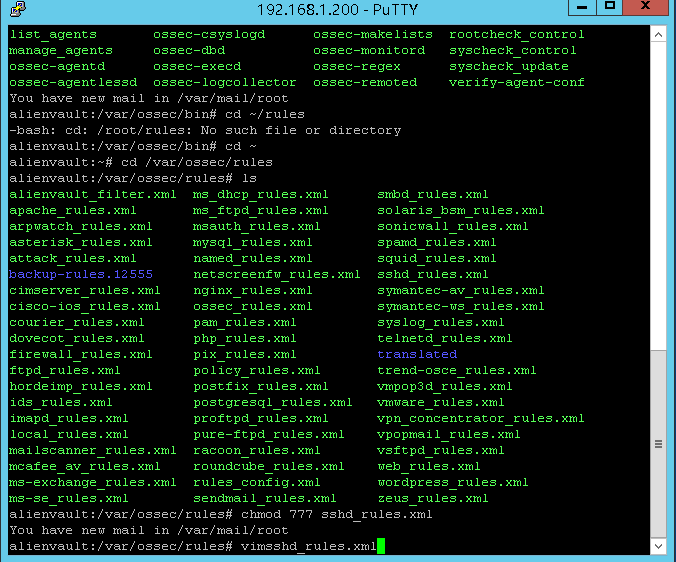 192.168.1.200 - PuTTY
list_agents ossec-csyslogd ossec-makelists rootcheck_control
manage_agents ossec-dbd ossec-monitord syscheck_control
ossec-agentd ossec-execd ossec-regex syscheck_update
ossec-agentlessd ossec-logcollector ossec-remoted verify-agent-conf
You have new mail in /var/mail/root
alienvault:/var/ossec/bin# cd ~/rules
-bash: cd: /root/rules: No such file or directory
alienvault:/var/ossec/bin# cd ~
alienvault:~# cd /var/ossec/rules
alienvault:/var/ossec/rules# ls
alienvault_filter.xml ms_dhcp_rules.xml smbd_rules.xml
apache_rules.xml ms_ftpd_rules.xml solaris_bsm_rules.xml
arpwatch_rules.xml msauth_rules.xml sonicwall_rules.xml
asterisk_rules.xml mysql_rules.xml spamd_rules.xml
attack_rules.xml named_rules.xml squid_rules.xml
backup-rules.12555 netscreenfw_rules.xml sshd_rules.xml
cimserver_rules.xml nginx_rules.xml symantec-av_rules.xml
cisco-ios_rules.xml ossec_rules.xml symantec-ws_rules.xml
courier_rules.xml pam_rules.xml syslog_rules.xml
dovecot_rules.xml php_rules.xml telnetd_rules.xml
firewall_rules.xml pix_rules.xml translated
ftpd_rules.xml policy_rules.xml trend-osce_rules.xml
hordeimp_rules.xml postfix_rules.xml vmpop3d_rules.xml
ids_rules.xml postgresql_rules.xml vmware_rules.xml
imapd_rules.xml proftpd_rules.xml vpn_concentrator_rules.xml
local_rules.xml pure-ftpd_rules.xml vpopmail_rules.xml
mailscanner_rules.xml racoon_rules.xml vsftpd_rules.xml
mcafee_av_rules.xml roundcube_rules.xml web_rules.xml
ms-exchange_rules.xml rules_config.xml wordpress_rules.xml
ms-se_rules.xml sendmail_rules.xml zeus_rules.xml
alienvault:/var/ossec/rules# chmod 777 sshd_rules.xml
You have new mail in /var/mail/root
alienvault:/var/ossec/rules# vimsshd_rules.xml